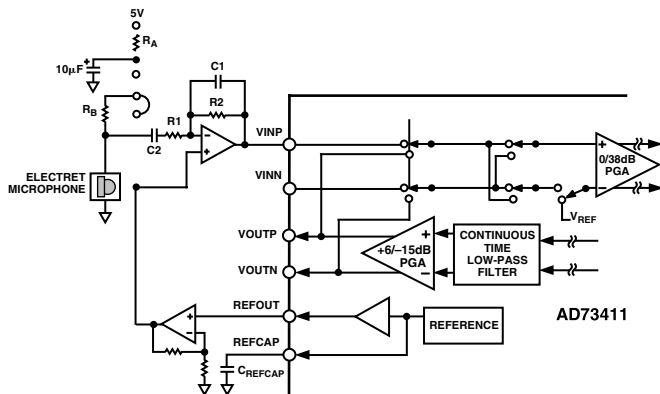 5V
RA
10µF
C1
R2
RB
R1
C2
VINP
0/38dB
PGA
ELECTRET
MICROPHONE
VINN
VREF
VOUTP
+6/–15dB
PGA
CONTINUOUS
TIME
LOW-PASS
FILTER
VOUTN
REFOUT
AD73411
REFERENCE
REFCAP
CREFCAP